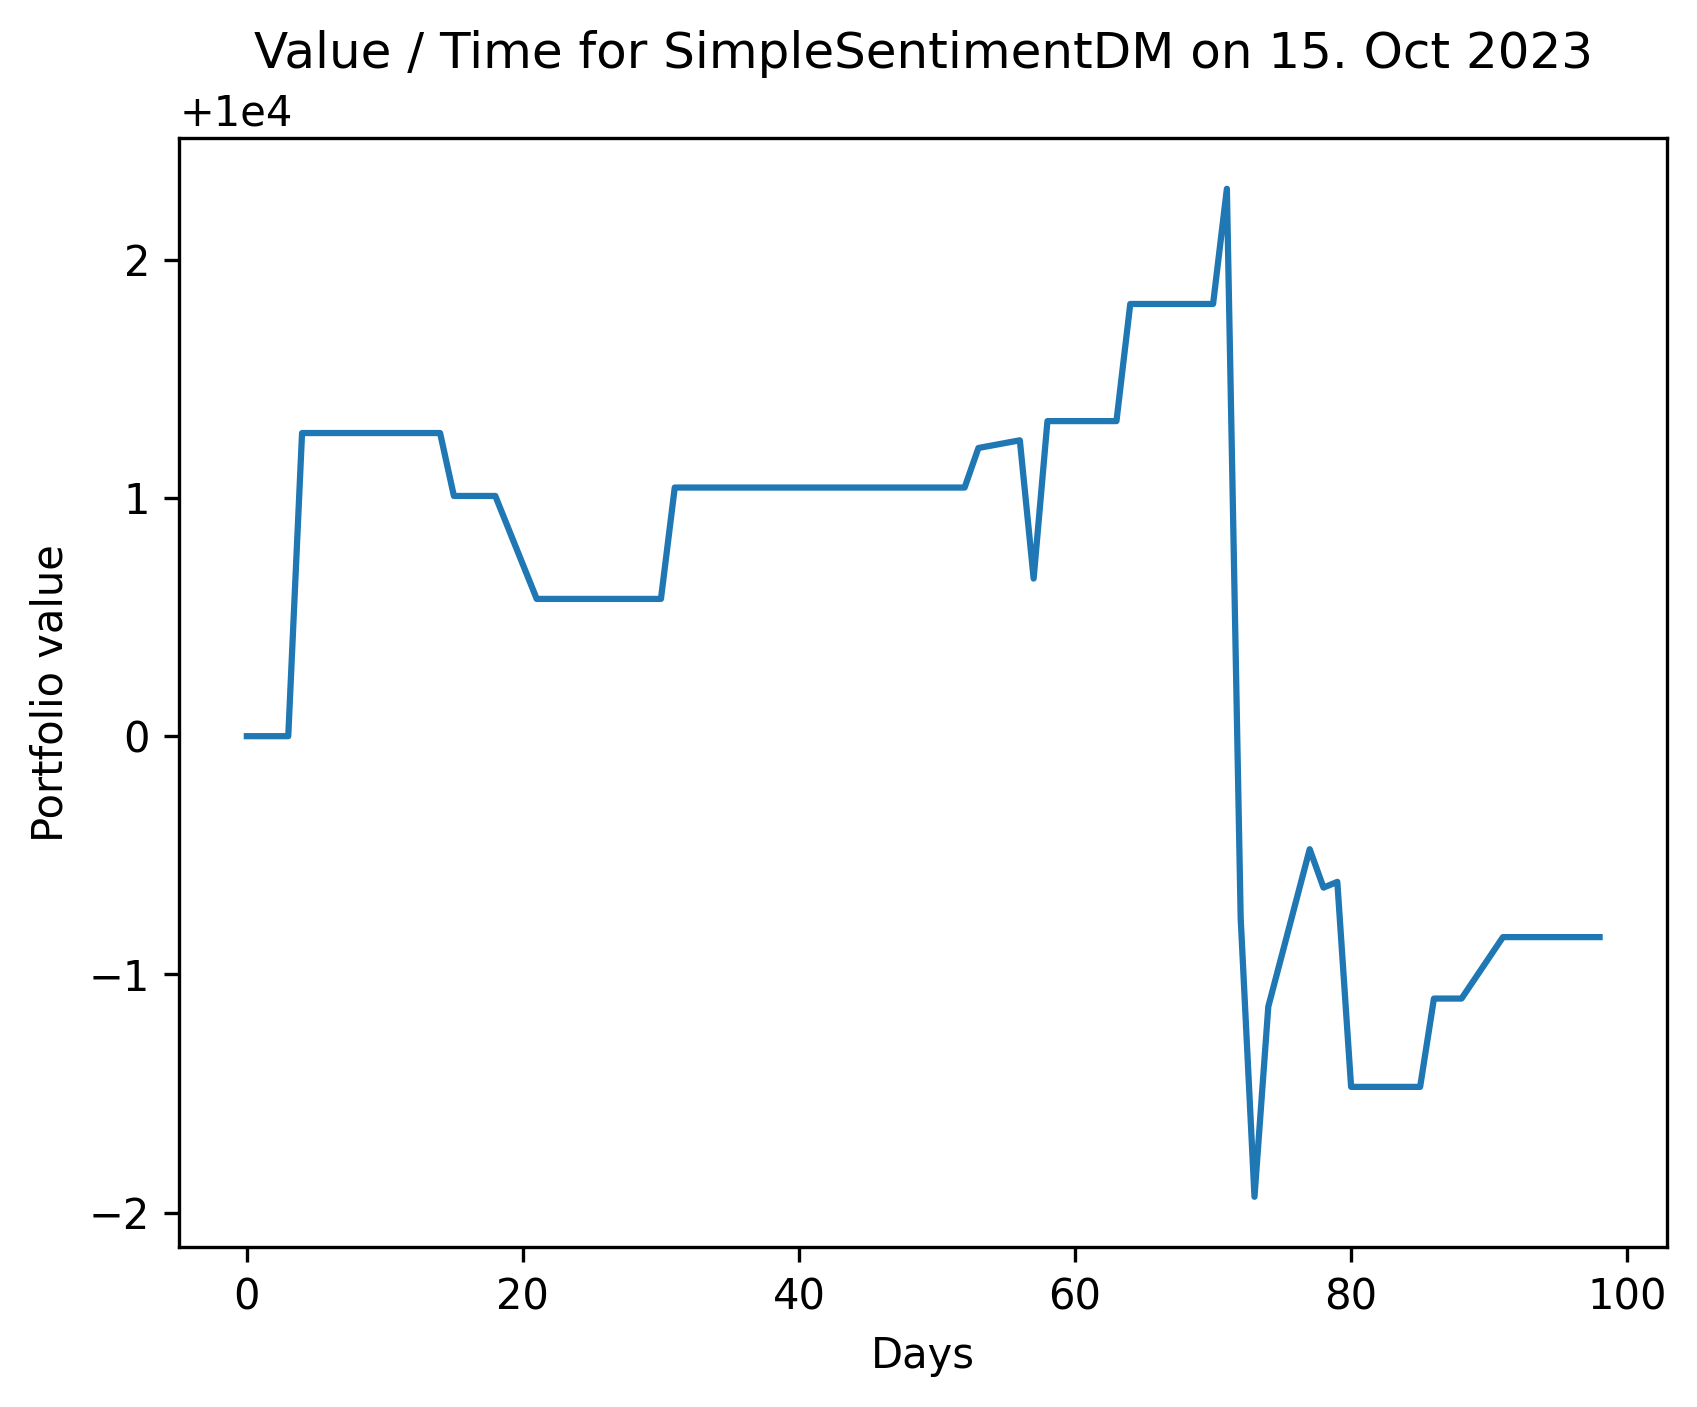 Value / Time for SimpleSentimentDM on 15. Oct 2023
+1e4
2
1
0
−1
−2
Portfolio value
0 20 40 60 80 100
Days